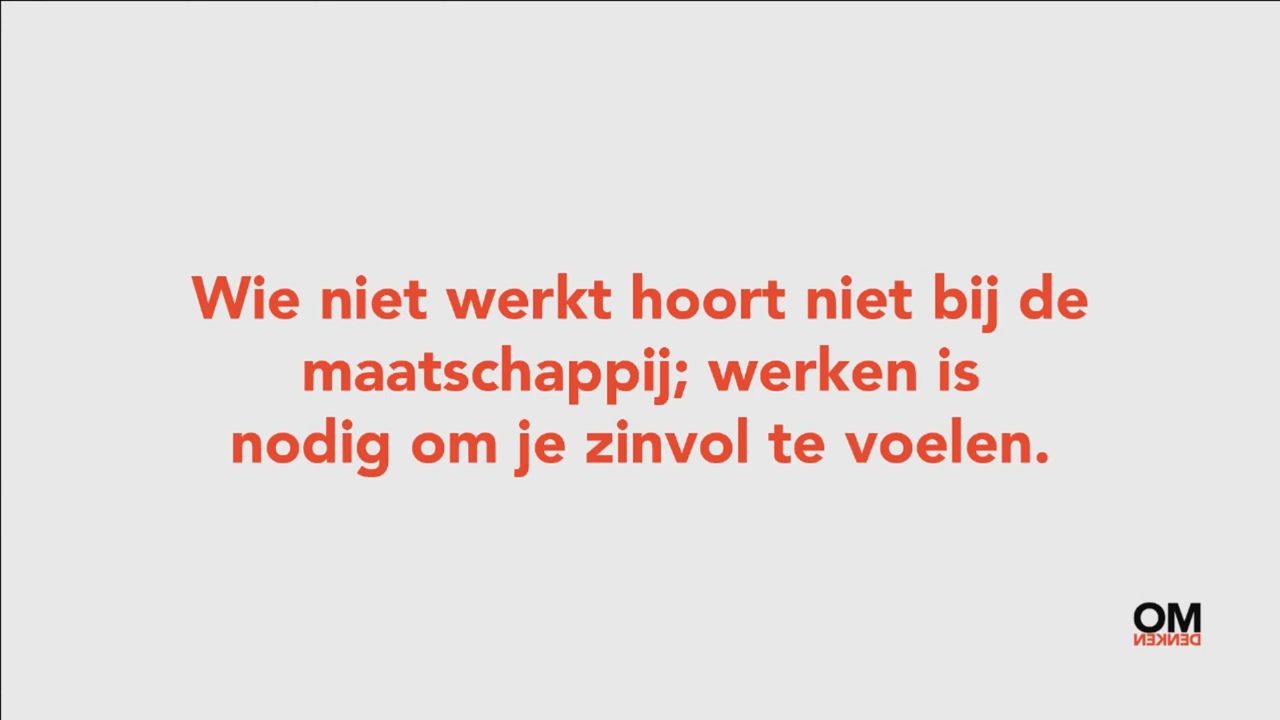 Wie niet werkt hoort niet bij de
maatschappij; werken is
nodig om je zinvol te voelen.
OM
DENKEN